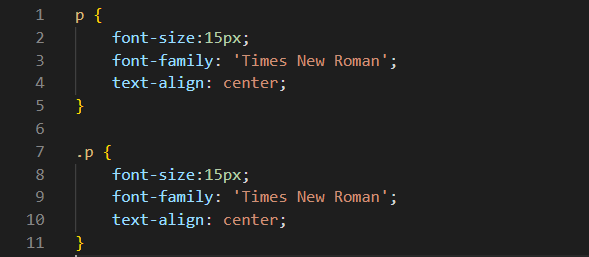 1 p {
2 font-size:15px;
3 font-family: 'Times New Roman';
4 text-align: center;
5 }
6
7 .p {
8 font-size:15px;
9 font-family: 'Times New Roman';
10 text-align: center;
11 }